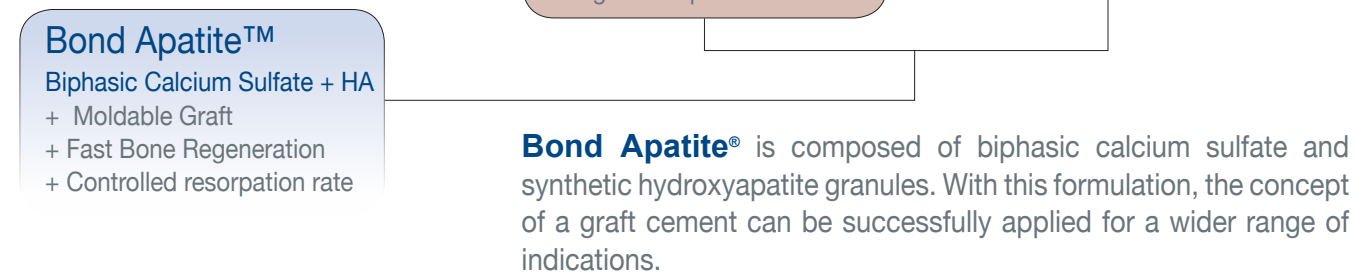 Bond Apatite™
Biphasic Calcium Sulfate + HA
+ Moldable Graft
+ Fast Bone Regeneration
+ Controlled resorpation rate
Bond Apatite® is composed of biphasic calcium sulfate and
synthetic hydroxyapatite granules. With this formulation, the concept
of a graft cement can be successfully applied for a wider range of
indications.